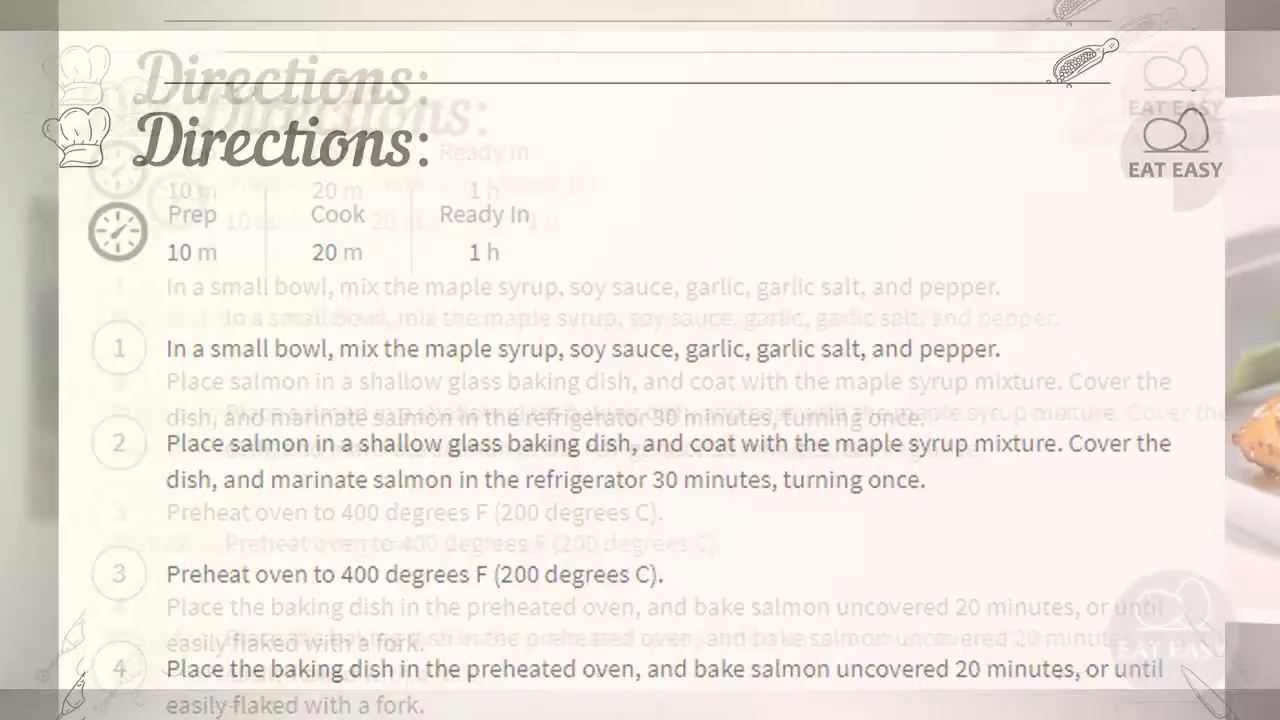 Directions:
EAT EASY
Prep Cook Ready In
10 m 20 m 1 h
1 In a small bowl, mix the maple syrup, soy sauce, garlic, garlic salt, and pepper.
2 Place salmon in a shallow glass baking dish, and coat with the maple syrup mixture. Cover the
dish, and marinate salmon in the refrigerator 30 minutes, turning once.
3 Preheat oven to 400 degrees F (200 degrees C).
4 Place the baking dish in the preheated oven, and bake salmon uncovered 20 minutes, or until
easily flaked with a fork.
EAT EASY